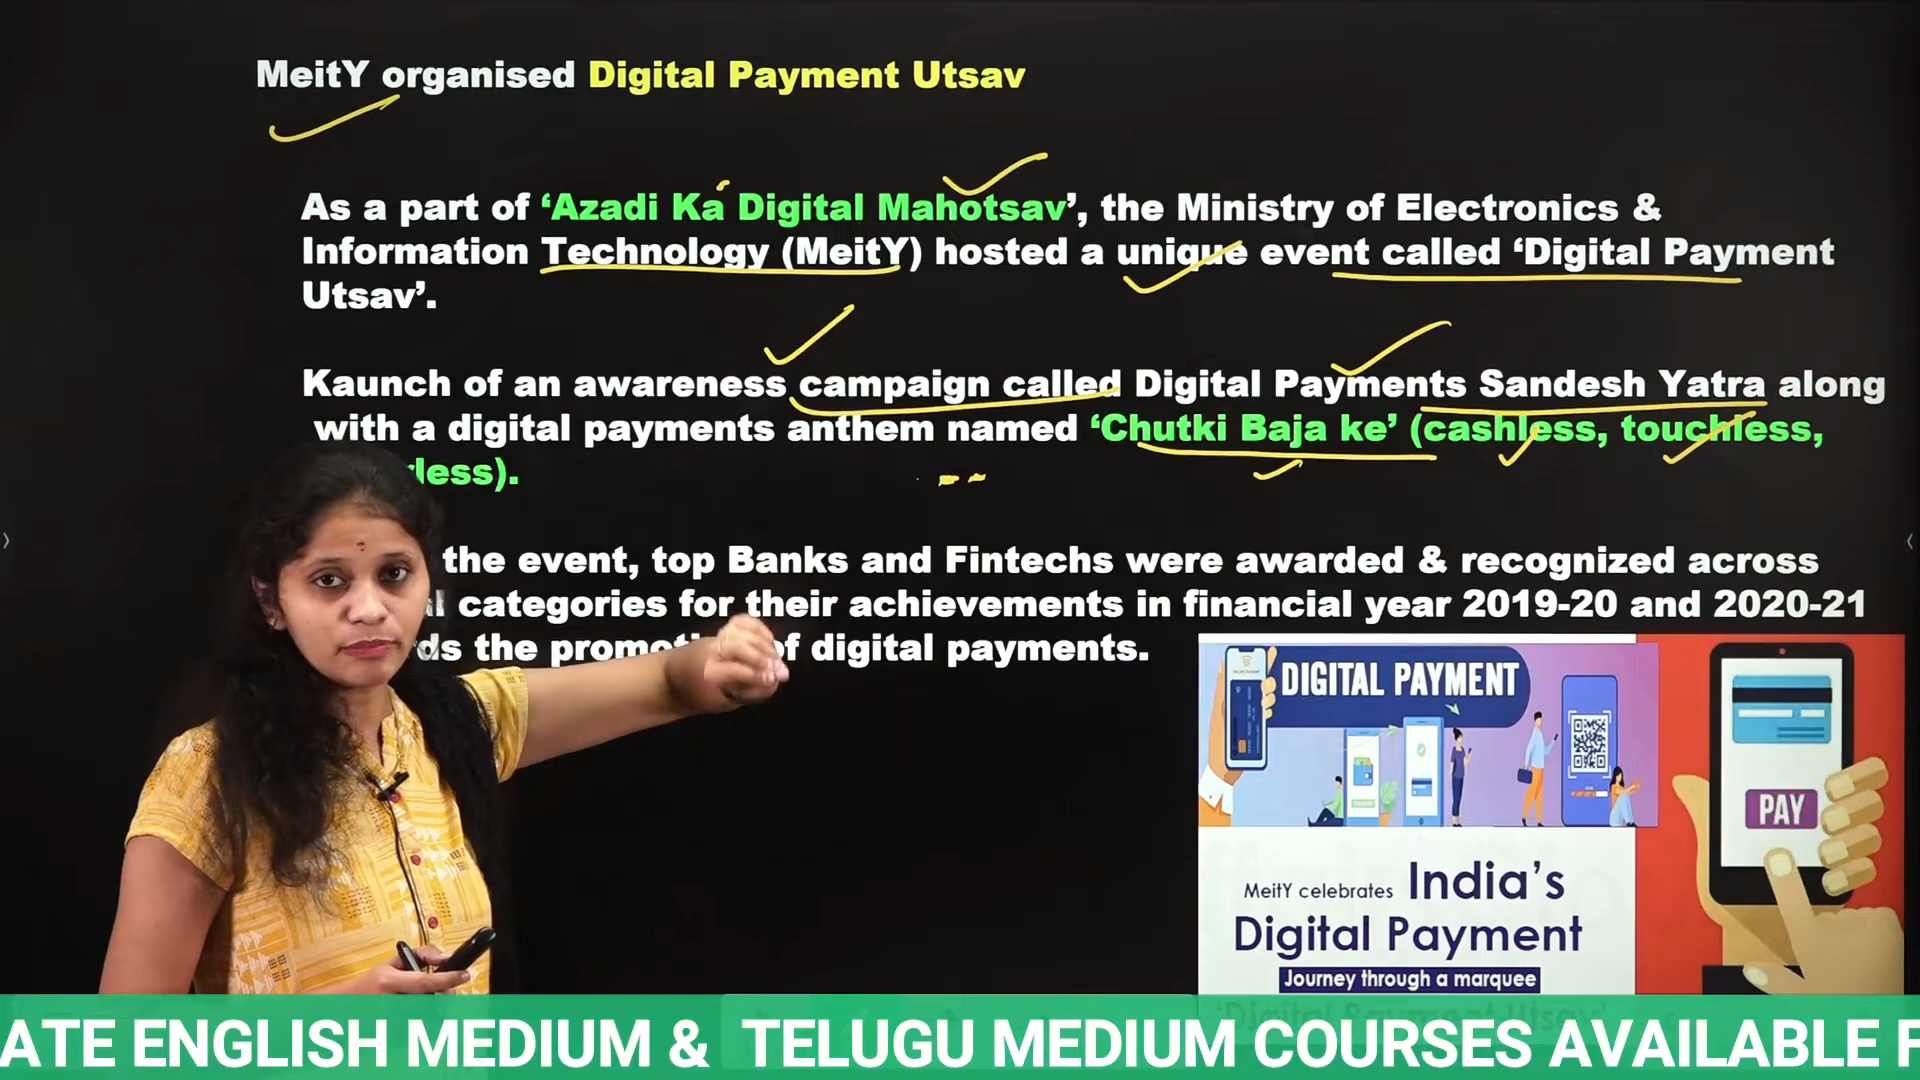 MeitY organised Digital Payment Utsav
As a part of ‘Azadi Ka Digital Mahotsav’, the Ministry of Electronics &
Information Technology (MeitY) hosted a unique event called ‘Digital Payment
Utsav’.
Kaunch of an awareness campaign called Digital Payments Sandesh Yatra along
with a digital payments anthem named ‘Chutki Baja ke’ (cashless, touchless,
less).
the event, top Banks and Fintechs were awarded & recognized across
categories for their achievements in financial year 2019-20 and 2020-21
the of digital payments.
DIGITAL PAYMENT
PAY
MeitY celebrates India’s
Digital Payment
Journey through a marquee
ATE ENGLISH MEDIUM & TELUGU MEDIUM COURSES AVAILABLE F